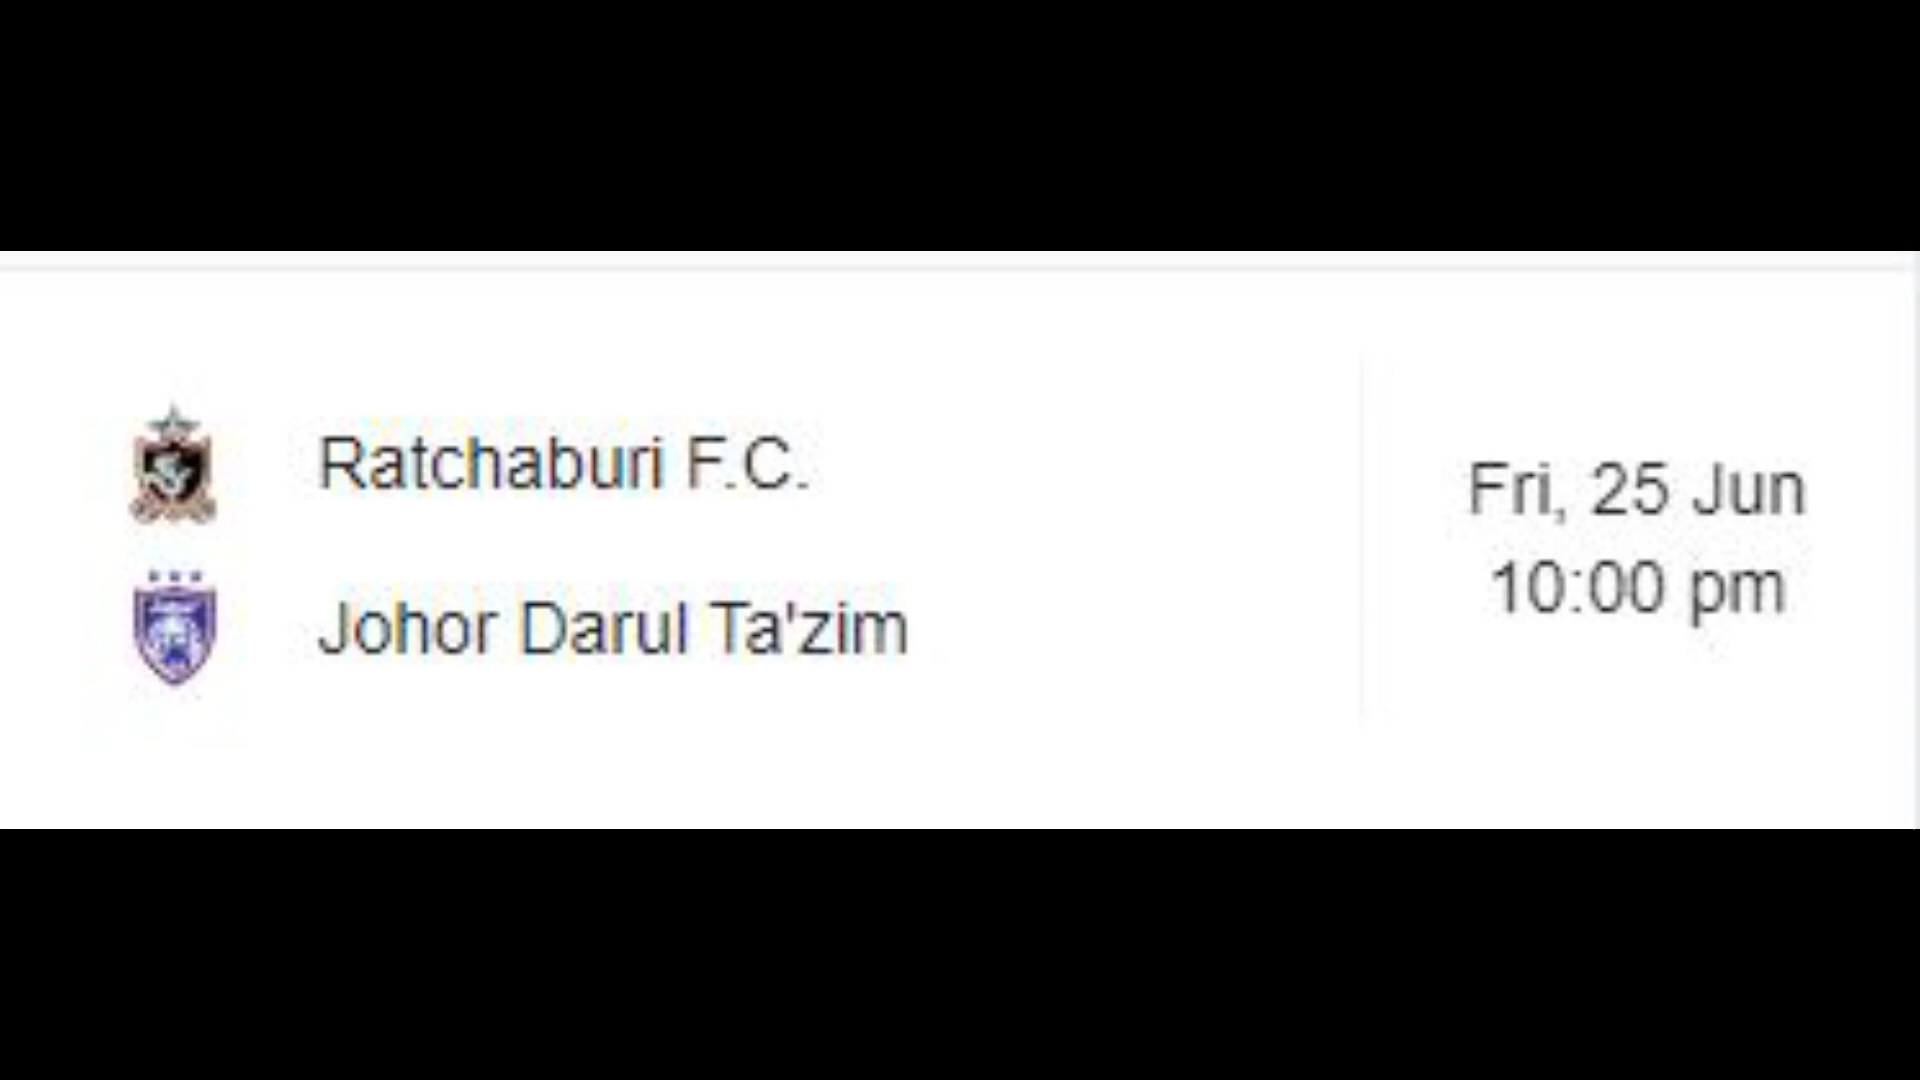 Ratchaburi F.C.
Johor Darul Ta'zim
Fri, 25 Jun
10:00 pm